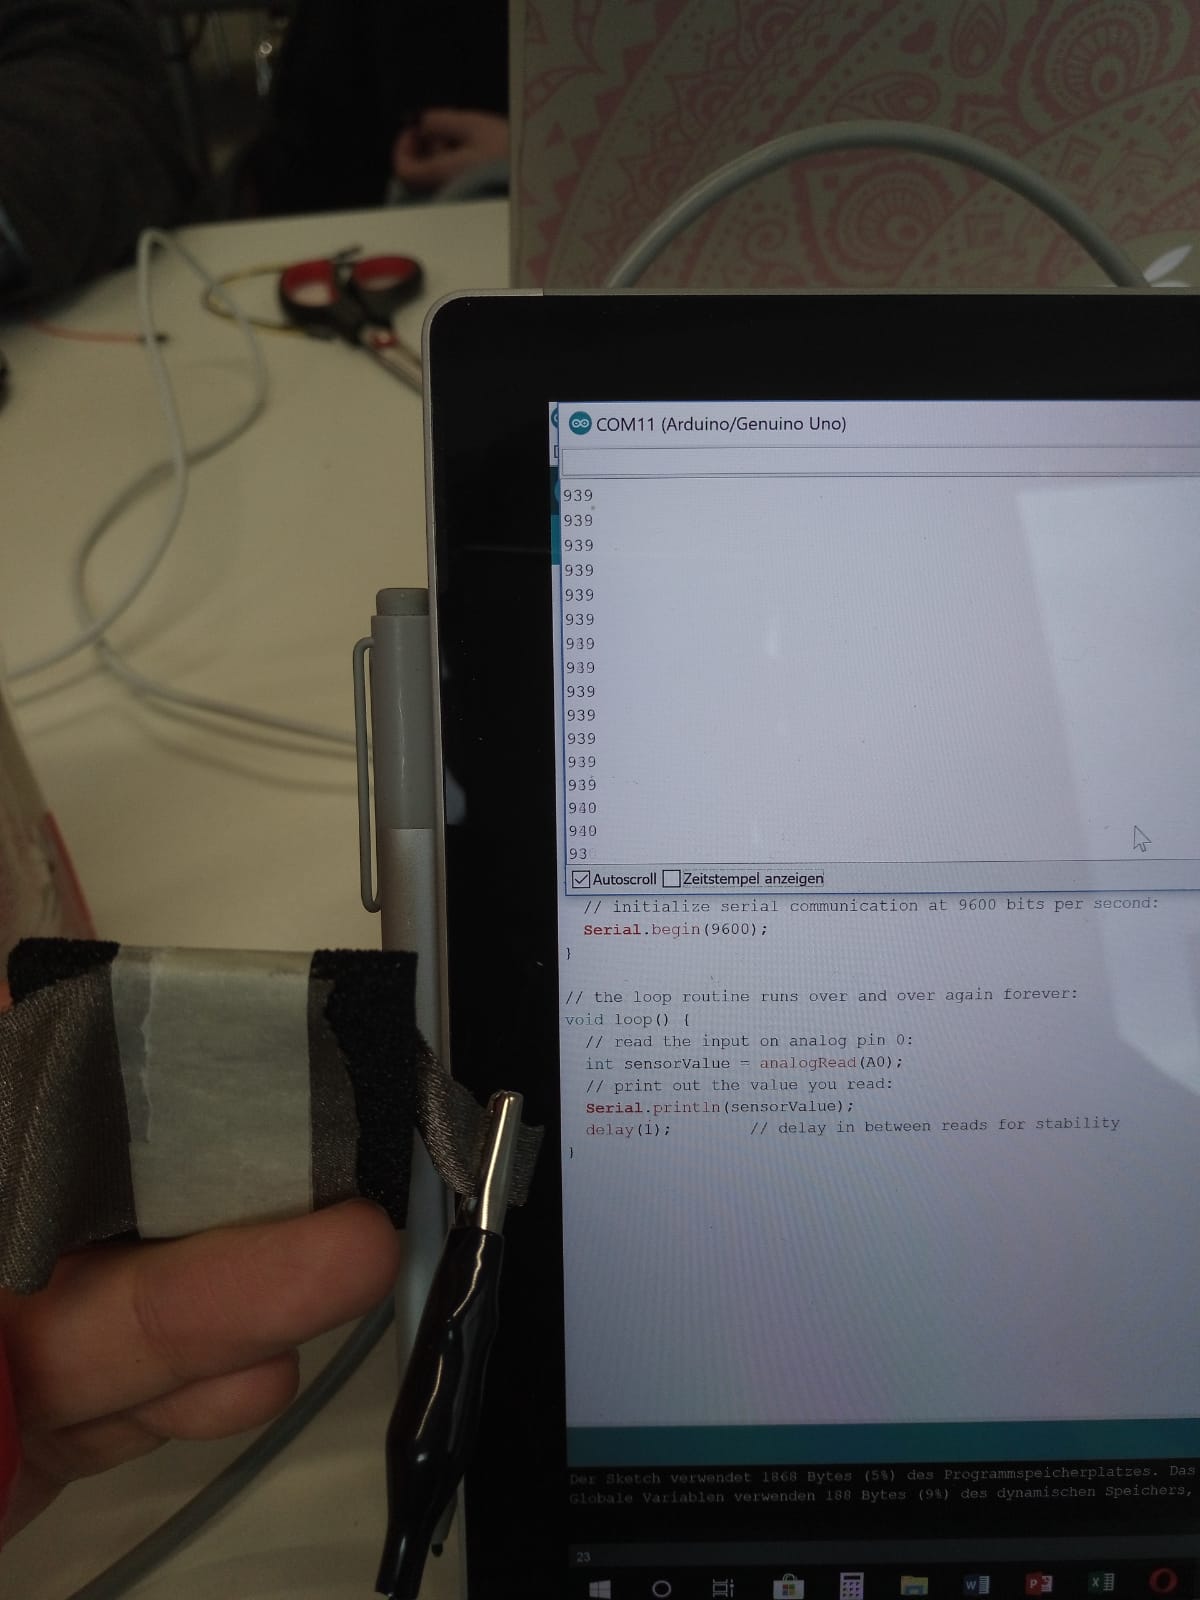 COM11 (Arduino/Genuino Uno)
939
939
939
939
939
939
939
939
939
939
939
939
939
940
940
93
Autoscroll Zeitstempel anzeigen
// initialize serial communication at 9600 bits per second:
Serial.begin(9600);
}
// the loop routine runs over and over again forever:
void loop() {
// read the input on analog pin 0:
int sensorValue = analogRead(A0);
// print out the value you read:
Serial.println(sensorValue);
delay(1); // delay in between reads for stability
}
Der Sketch verwendet 1868 Bytes (5%) des Programmspeicherplatzes. Das
Globale Variablen verwenden 188 Bytes (9%) des dynamischen Speichers,
23